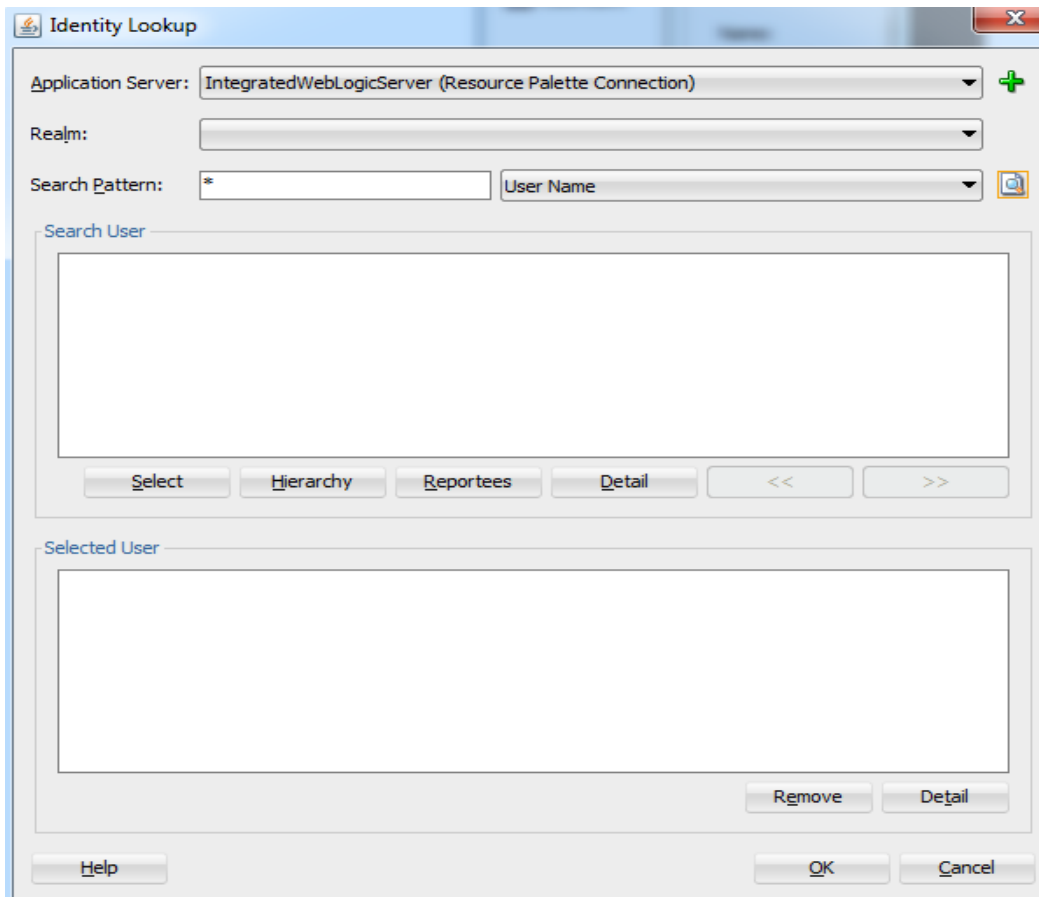 Identity Lookup
Application Server: IntegratedWebLogicServer (Resource Palette Connection)
Realm:
Search Pattern: * User Name
Search User
Select Hierarchy Reportees Detail << >>
Selected User
Remove Detail
Help OK Cancel